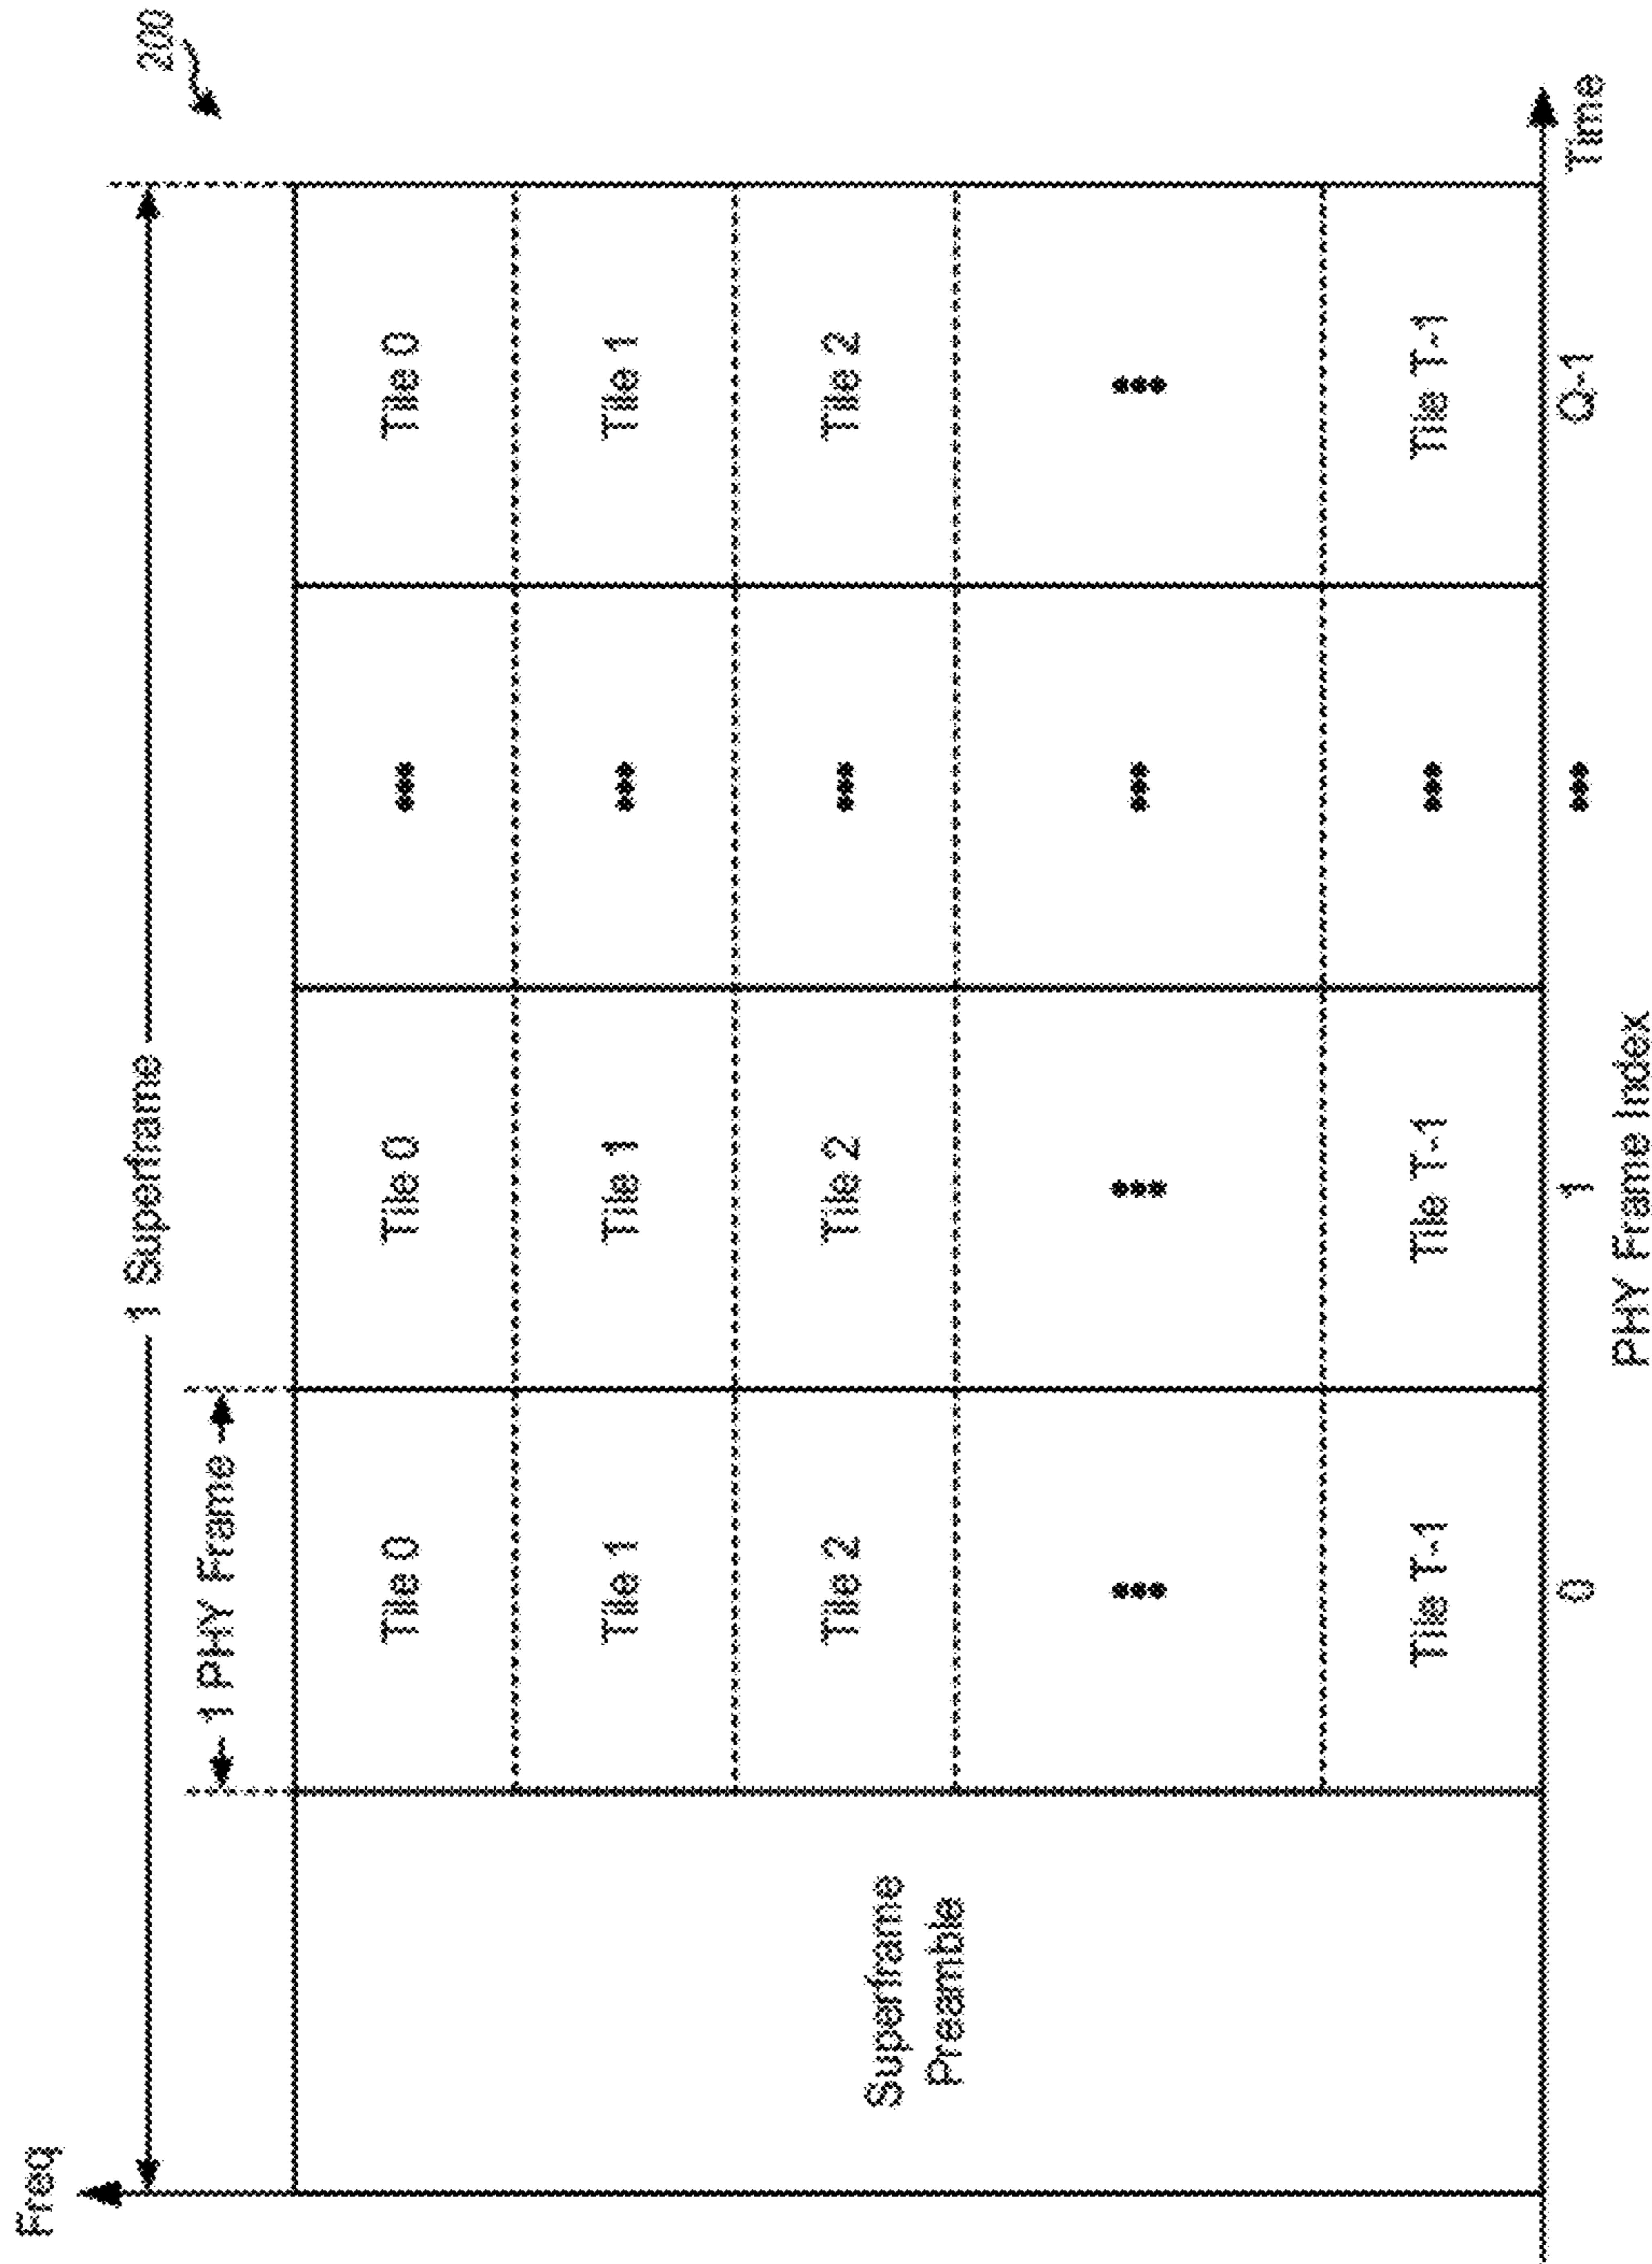 200
Freq
1 Superframe
1 PHY Frame
Superframe
Preamble
Tile 0
Tile 0
•••
Tile 0
Tile 1
Tile 1
•••
Tile 1
Tile 2
Tile 2
•••
Tile 2
•••
•••
•••
•••
Tile T-1
Tile T-1
•••
Tile T-1
0
1
•••
Q-1
Time
PHY Frame Index